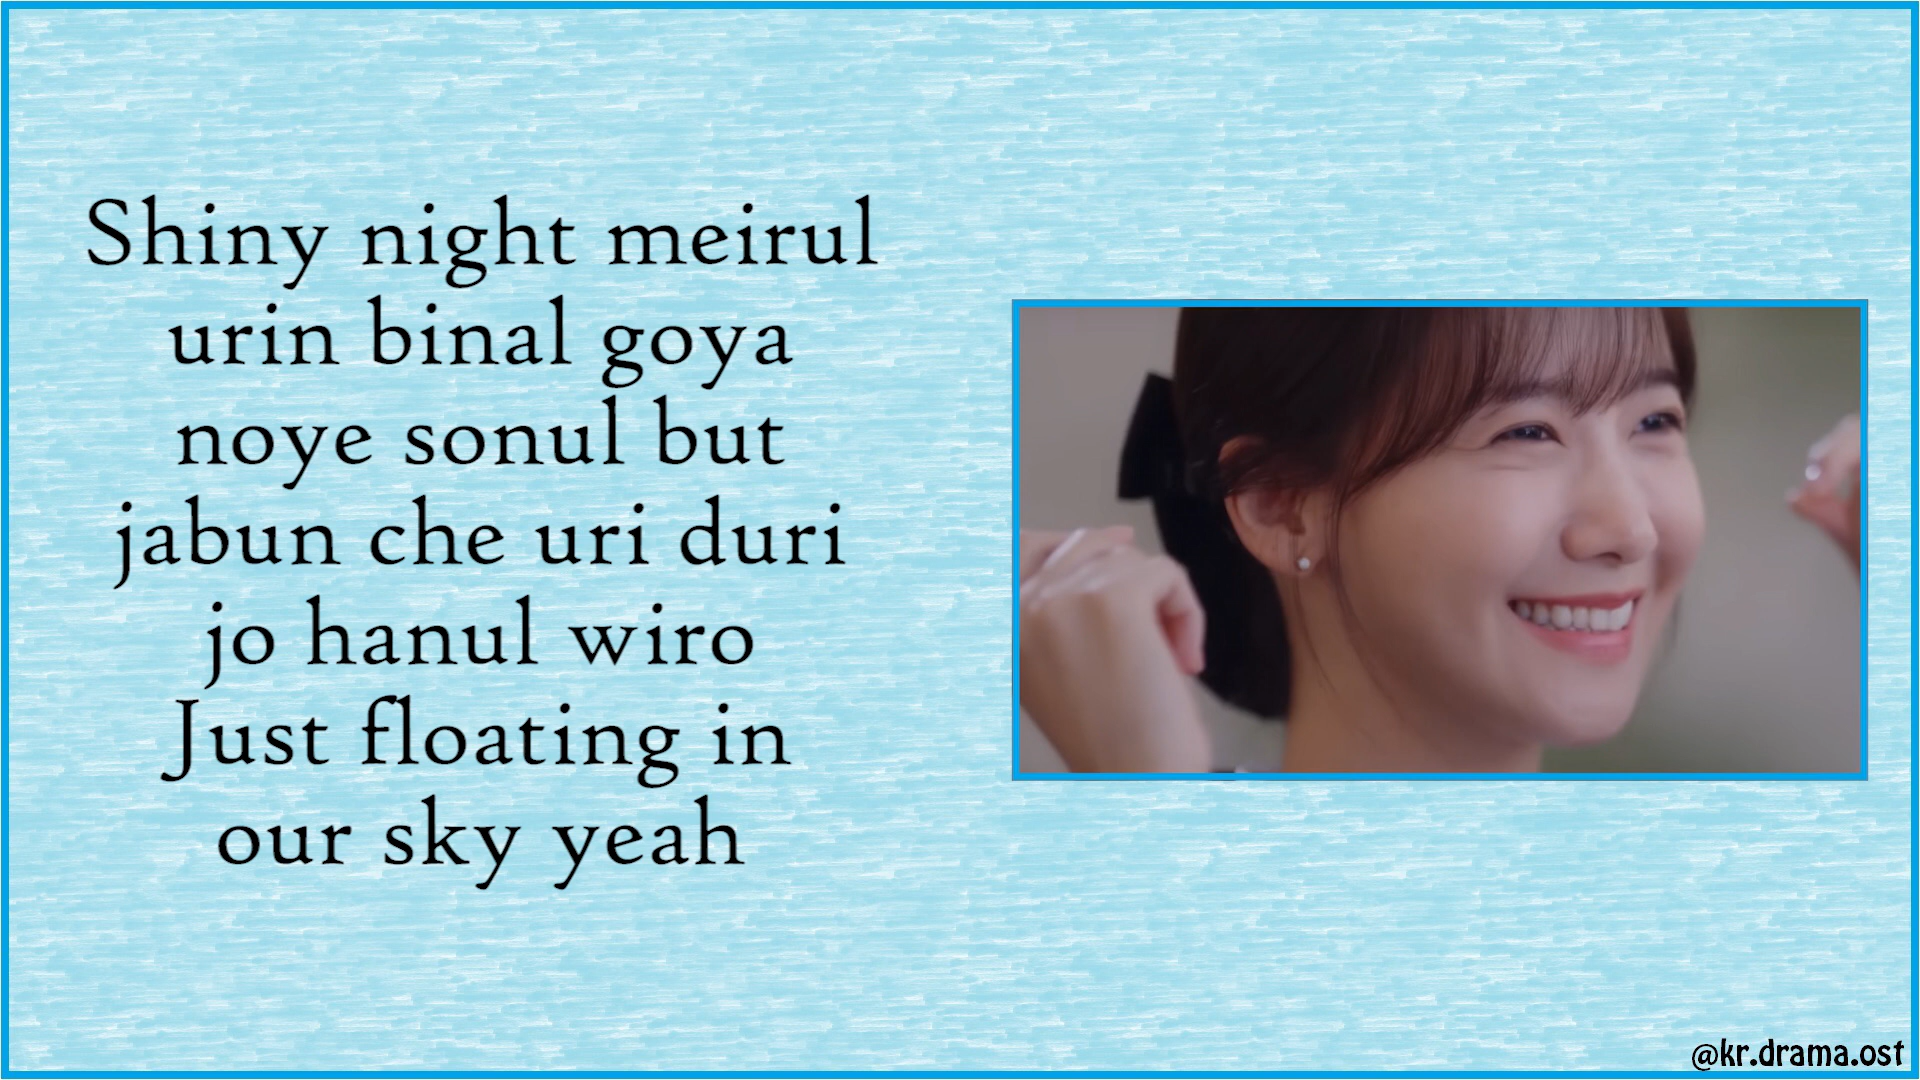 Shiny night meirul
urin binal goya
noye sonul but
jabun che uri duri
jo hanul wiro
Just floating in
our sky yeah
@kr.drama.ost